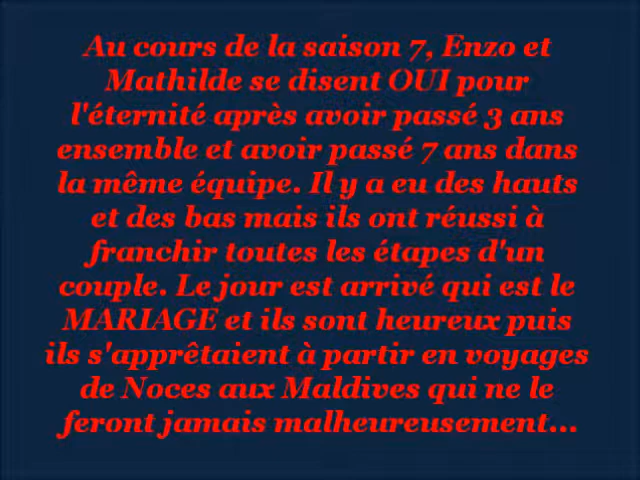 Au cours de la saison 7, Enzo et
Mathilde se disent OUI pour
l'éternité après avoir passé 3 ans
ensemble et avoir passé 7 ans dans
la même équipe. Il y a eu des hauts
et des bas mais ils ont réussi à
franchir toutes les étapes d'un
couple. Le jour est arrivé qui est le
MARIAGE et ils sont heureux puis
ils s'apprêtaient à partir en voyages
de Noces aux Maldives qui ne le
feront jamais malheureusement...